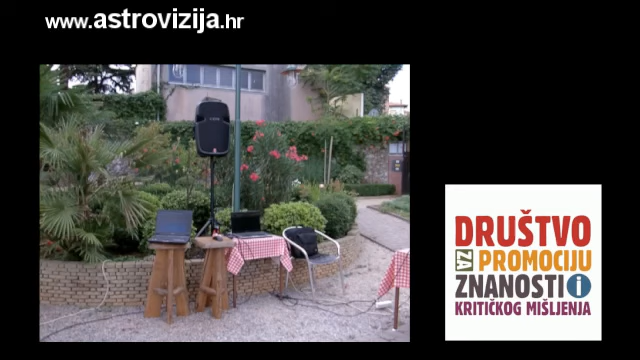 www.astrovizija.hr
DRUŠTVO
ZA PROMOCIJU
ZNANOSTI i
KRITIČKOG MIŠLJENJA